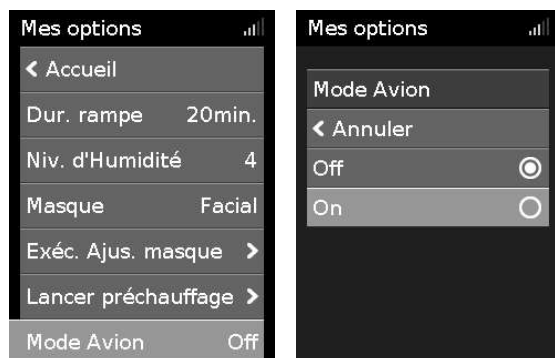 Mes options
< Accueil
Dur. rampe 20min.
Niv. d'Humidité 4
Masque Facial
Exéc. Ajus. masque >
Lancer préchauffage >
Mode Avion Off
Mes options
Mode Avion
< Annuler
Off
On